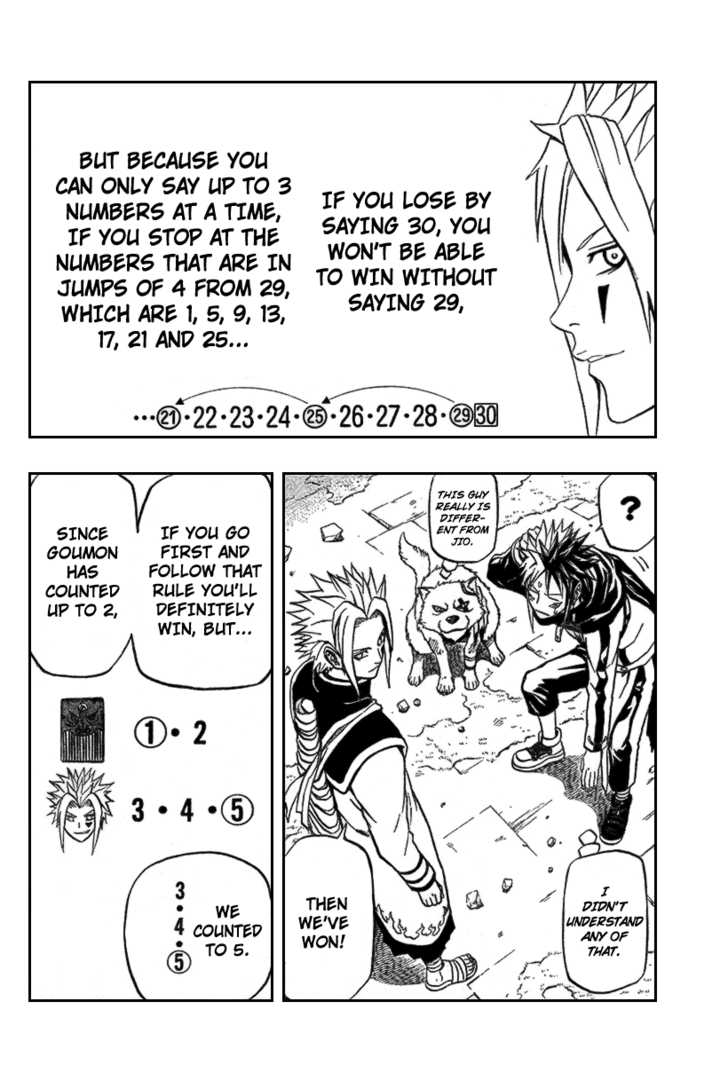 IF YOU LOSE BY
SAYING 30, YOU
WON'T BE ABLE
TO WIN WITHOUT
SAYING 29,
BUT BECAUSE YOU
CAN ONLY SAY UP TO 3
NUMBERS AT A TIME,
IF YOU STOP AT THE
NUMBERS THAT ARE IN
JUMPS OF 4 FROM 29,
WHICH ARE 1, 5, 9, 13,
17, 21 AND 25...
...㉑・22・23・24・㉕・26・27・28・㉙30
?
THIS GUY
REALLY IS
DIFFER-
ENT FROM
JIO.
I
DIDN'T
UNDERSTAND
ANY OF
THAT.
THEN
WE'VE
WON!
IF YOU GO
FIRST AND
FOLLOW THAT
RULE YOU'LL
DEFINITELY
WIN, BUT...
SINCE
GOUMON
HAS
COUNTED
UP TO 2,
①・2
3・4・⑤
WE
COUNTED
TO 5.
3・4・⑤